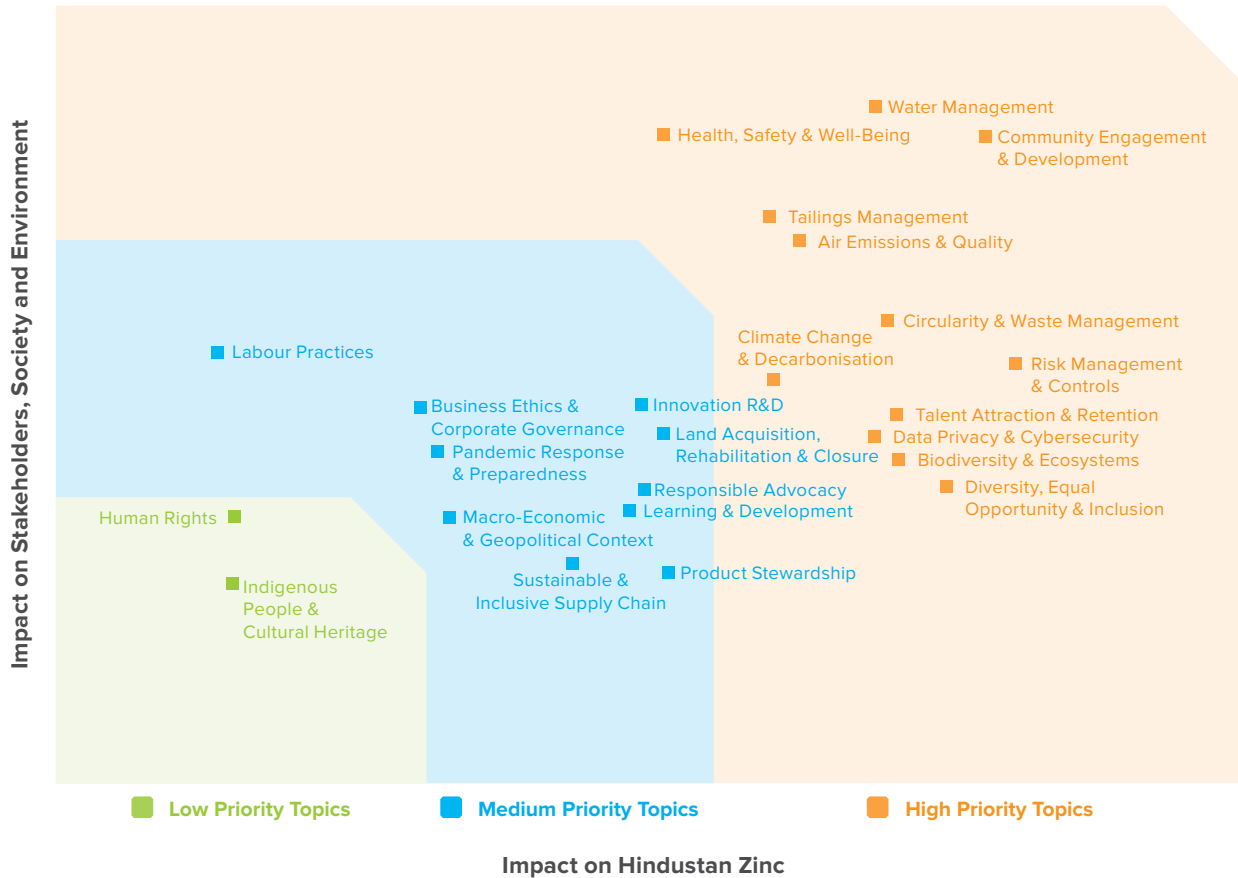 Impact on Stakeholders, Society and Environment
Water Management
Health, Safety & Well-Being
Community Engagement
& Development
Tailings Management
Air Emissions & Quality
Circularity & Waste Management
Climate Change
& Decarbonisation
Labour Practices
Risk Management
& Controls
Business Ethics &
Corporate Governance
Innovation R&D
Talent Attraction & Retention
Land Acquisition,
Rehabilitation & Closure
Data Privacy & Cybersecurity
Pandemic Response
& Preparedness
Biodiversity & Ecosystems
Responsible Advocacy
Diversity, Equal
Opportunity & Inclusion
Learning & Development
Human Rights
Macro-Economic
& Geopolitical Context
Sustainable &
Inclusive Supply Chain
Product Stewardship
Indigenous
People &
Cultural Heritage
Low Priority Topics
Medium Priority Topics
High Priority Topics
Impact on Hindustan Zinc